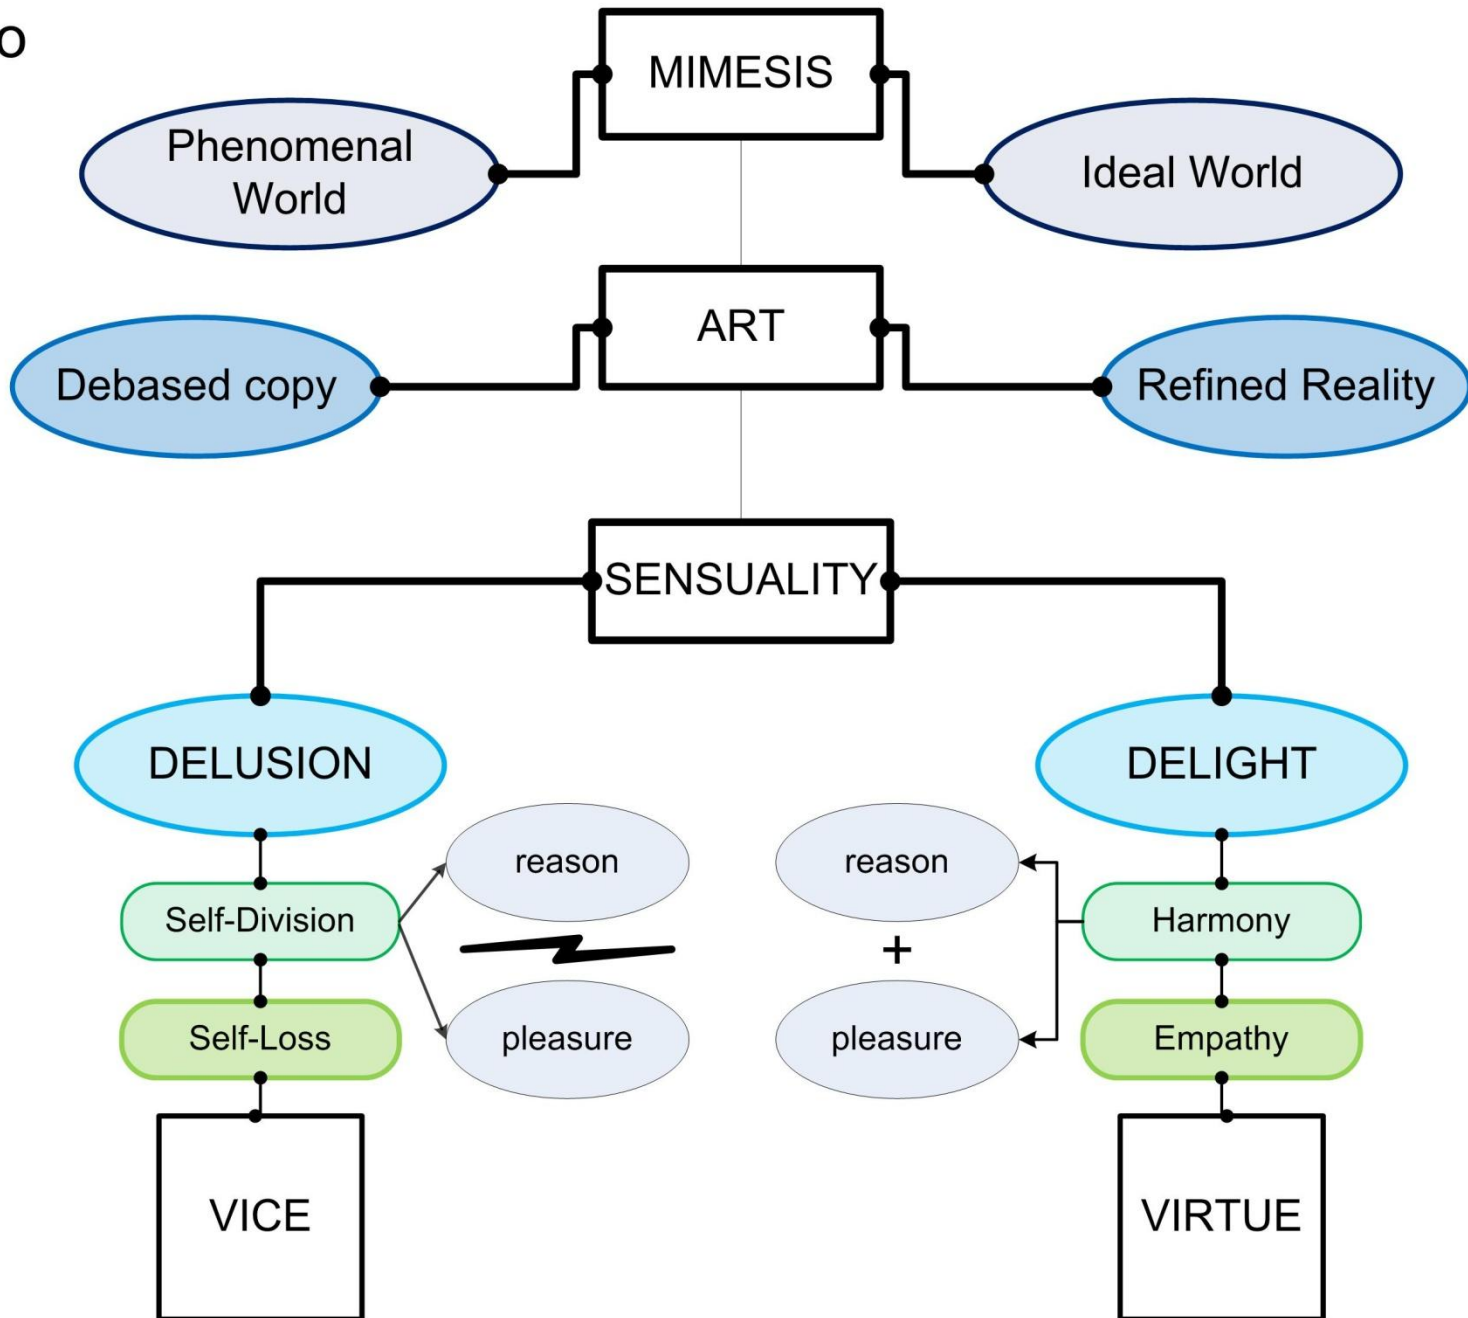 o
MIMESIS
Phenomenal
World
Ideal World
ART
Debased copy
Refined Reality
SENSUALITY
DELUSION
DELIGHT
reason
reason
Self-Division
Harmony
+
Self-Loss
pleasure
pleasure
Empathy
VICE
VIRTUE